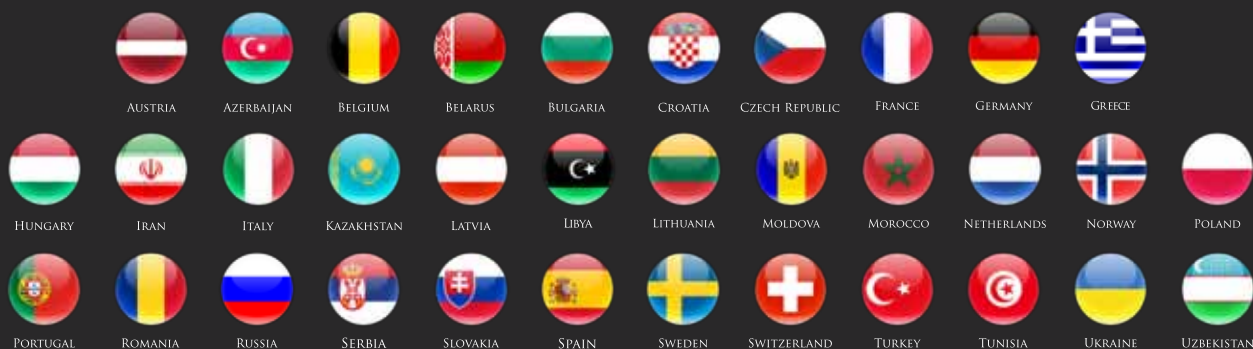 AUSTRIA AZERBAIJAN BELGIUM BELARUS BULGARIA CROATIA CZECH REPUBLIC FRANCE GERMANY GREECE
HUNGARY IRAN ITALY KAZAKHSTAN LATVIA LIBYA LITHUANIA MOLDOVA MOROCCO NETHERLANDS NORWAY POLAND
PORTUGAL ROMANIA RUSSIA SERBIA SLOVAKIA SPAIN SWEDEN SWITZERLAND TURKEY TUNISIA UKRAINE UZBEKISTAN